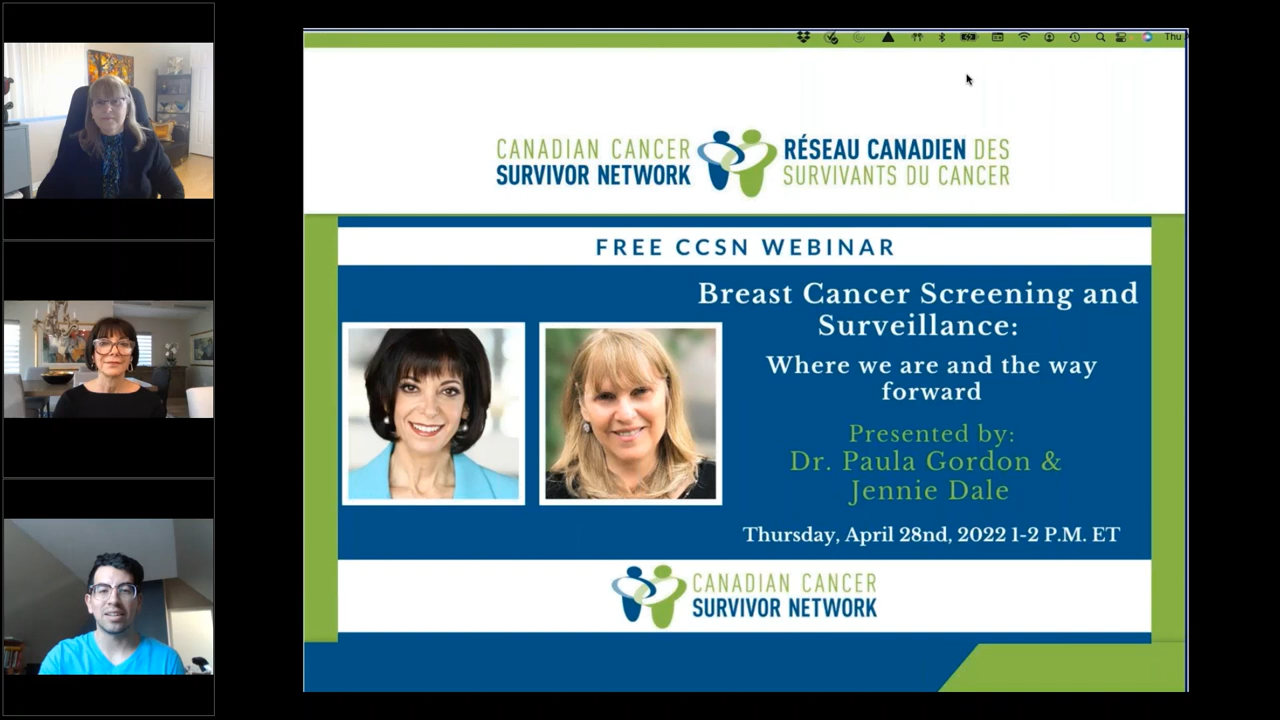 Thu
CANADIAN CANCER
SURVIVOR NETWORK
RÉSEAU CANADIEN DES
SURVIVANTS DU CANCER
FREE CCSN WEBINAR
Breast Cancer Screening and
Surveillance:
Where we are and the way
forward
Presented by:
Dr. Paula Gordon &
Jennie Dale
Thursday, April 28nd, 2022 1-2 P.M. ET
CANADIAN CANCER
SURVIVOR NETWORK